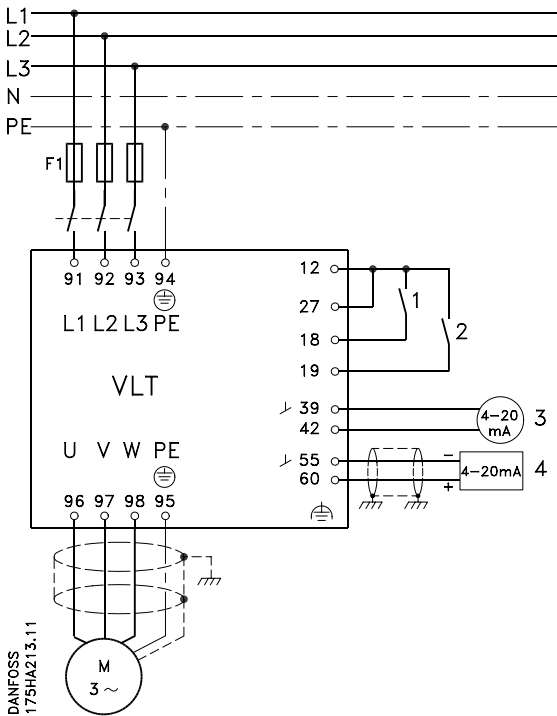 L1
L2
L3
N
PE
F1
91 92 93 94
L1 L2 L3 PE
VLT
U V W PE
96 97 98 95
12
27
18
19
39
42
55
60
1
2
4-20
mA
3
-
4-20mA
+
4
M
3 ~
DANFOSS
175HA213.11